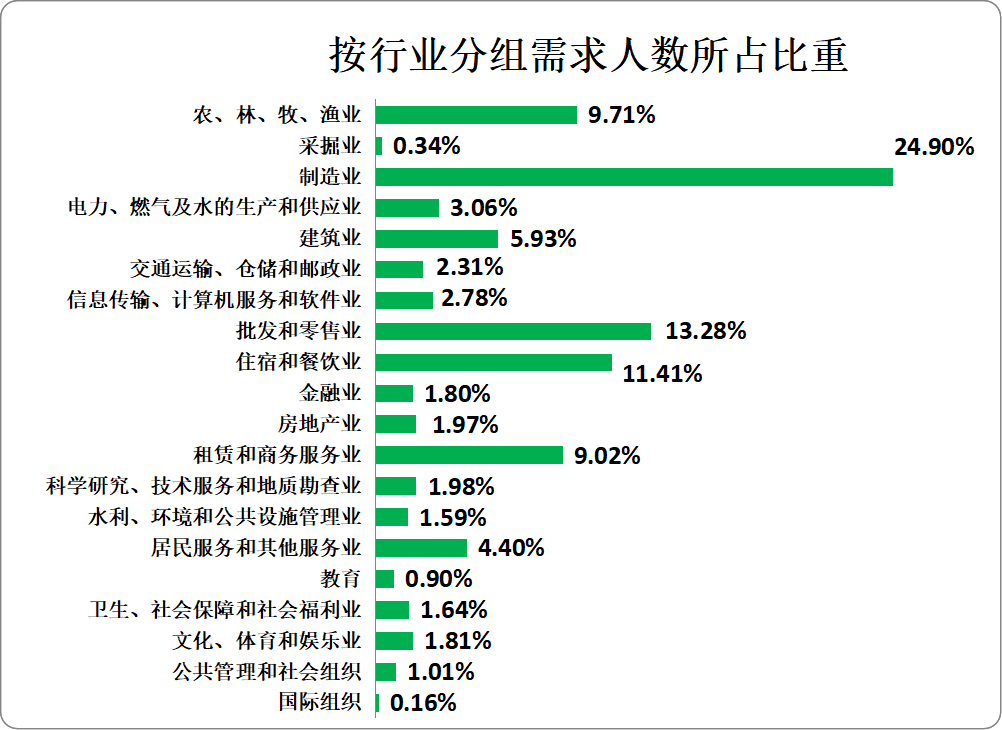 按行业分组需求人数所占比重
农、林、牧、渔业 9.71%
采掘业 0.34%
制造业 24.90%
电力、燃气及水的生产和供应业 3.06%
建筑业 5.93%
交通运输、仓储和邮政业 2.31%
信息传输、计算机服务和软件业 2.78%
批发和零售业 13.28%
住宿和餐饮业 11.41%
金融业 1.80%
房地产业 1.97%
租赁和商务服务业 9.02%
科学研究、技术服务和地质勘查业 1.98%
水利、环境和公共设施管理业 1.59%
居民服务和其他服务业 4.40%
教育 0.90%
卫生、社会保障和社会福利业 1.64%
文化、体育和娱乐业 1.81%
公共管理和社会组织 1.01%
国际组织 0.16%